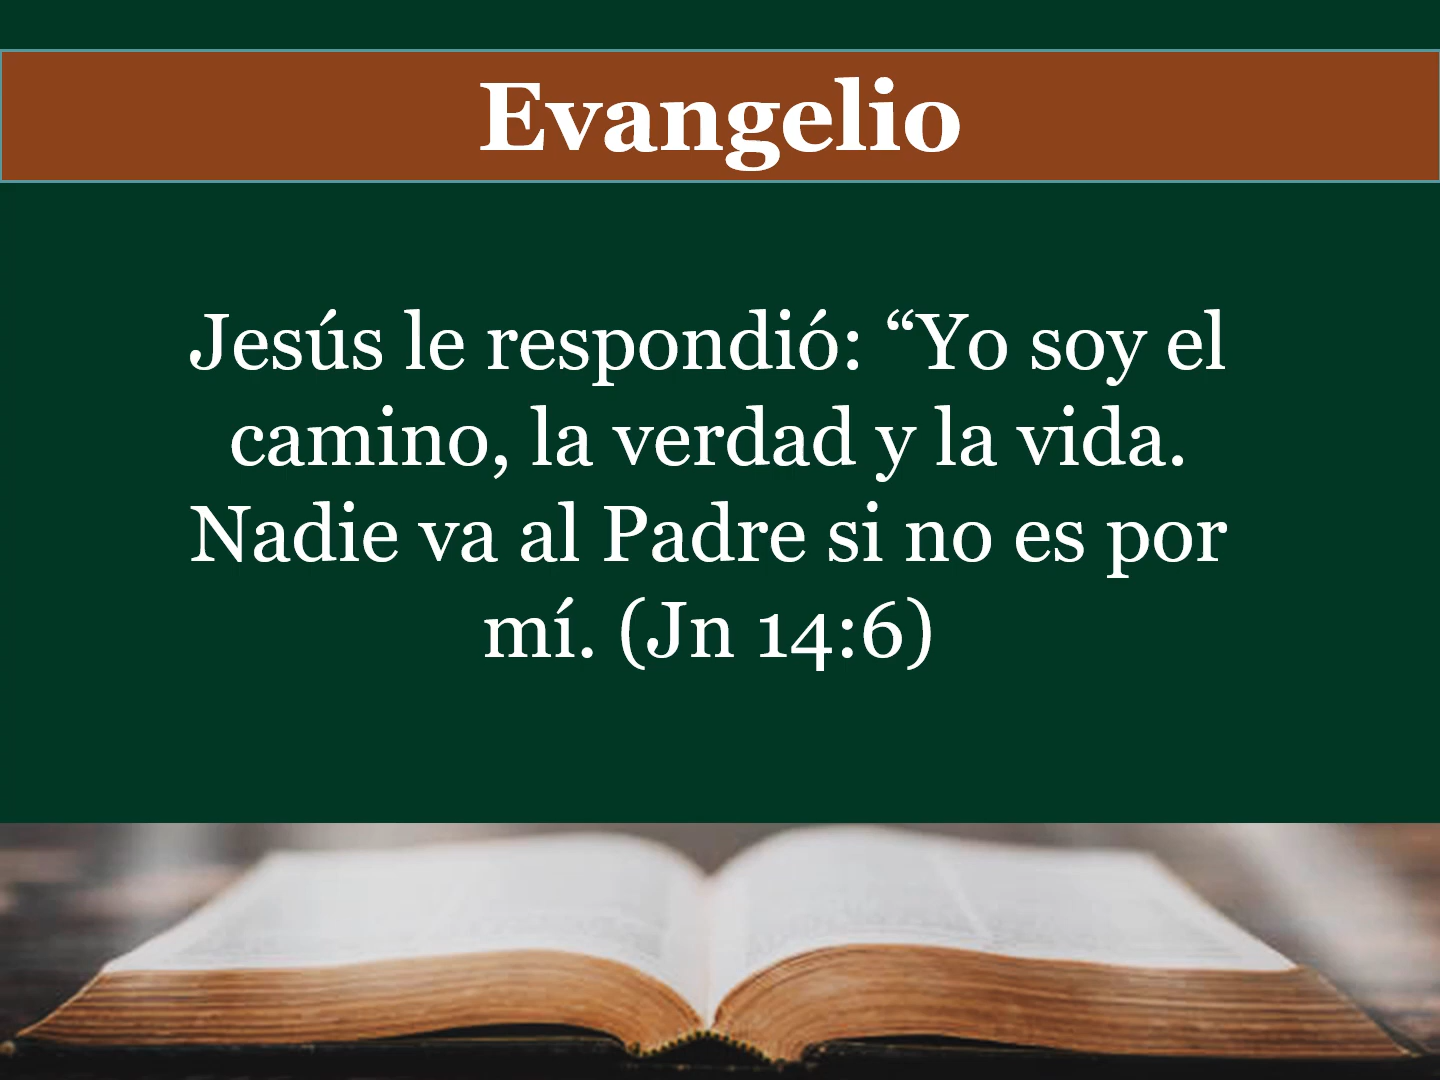 Evangelio
Jesús le respondió: “Yo soy el
camino, la verdad y la vida.
Nadie va al Padre si no es por
mí. (Jn 14:6)